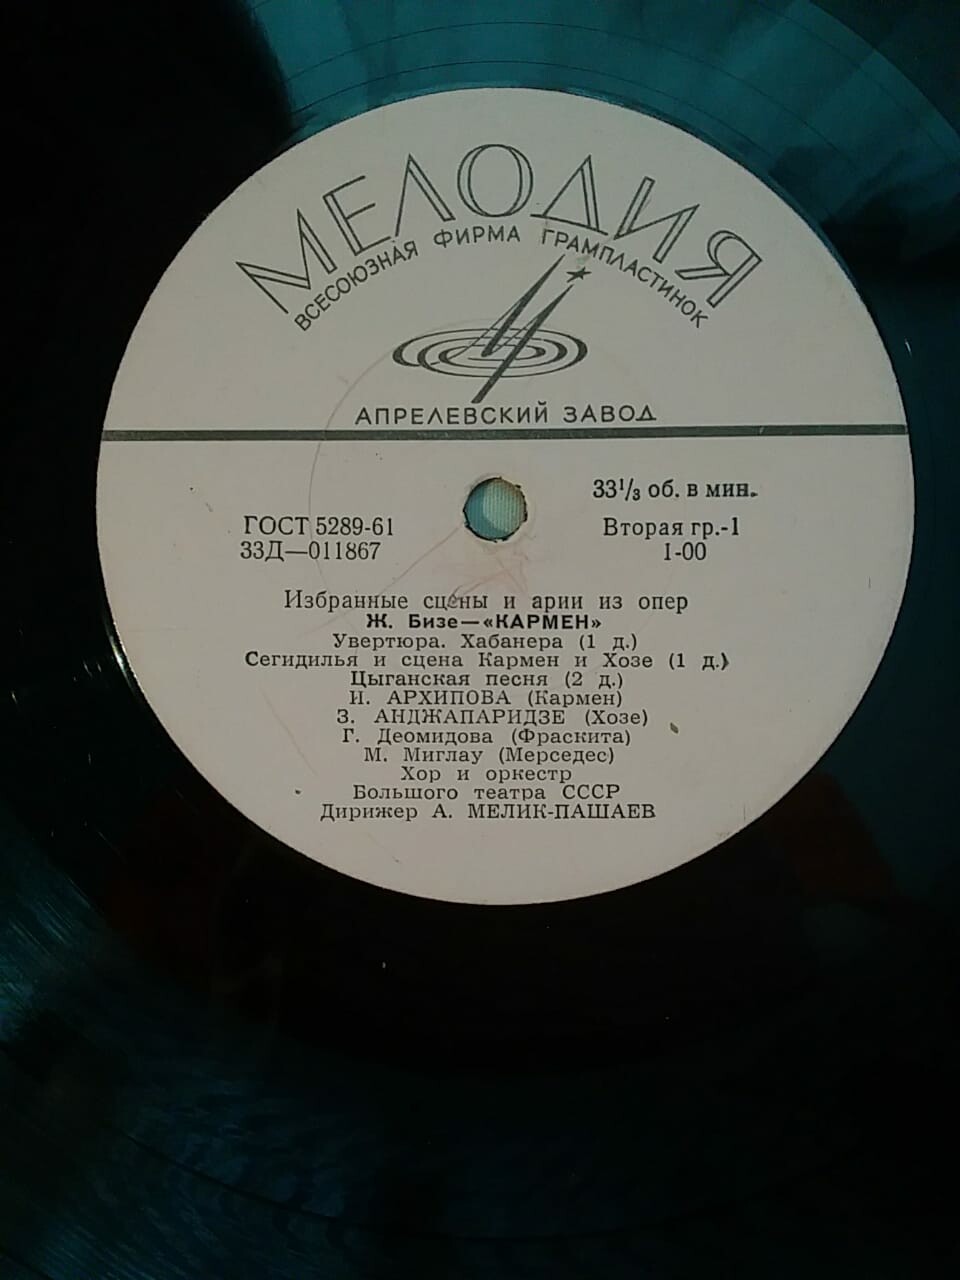 МЕЛОДИЯ
ВСЕСОЮЗНАЯ ФИРМА ГРАМПЛАСТИНОК
АПРЕЛЕВСКИЙ ЗАВОД
33¹/₃ об. в мин.
ГОСТ 5289-61 Вторая гр.-1
33Д—011867 1-00
Избранные сцены и арии из опер
Ж. Бизе—«КАРМЕН»
Увертюра. Хабанера (1 д.)
Сегидилья и сцена Кармен и Хозе (1 д.)
Цыганская песня (2 д.)
И. АРХИПОВА (Кармен)
З. АНДЖАПАРИДЗЕ (Хозе)
Г. Деомидова (Фраскита)
М. Миглау (Мерседес)
Хор и оркестр
Большого театра СССР
Дирижер А. МЕЛИК-ПАШАЕВ